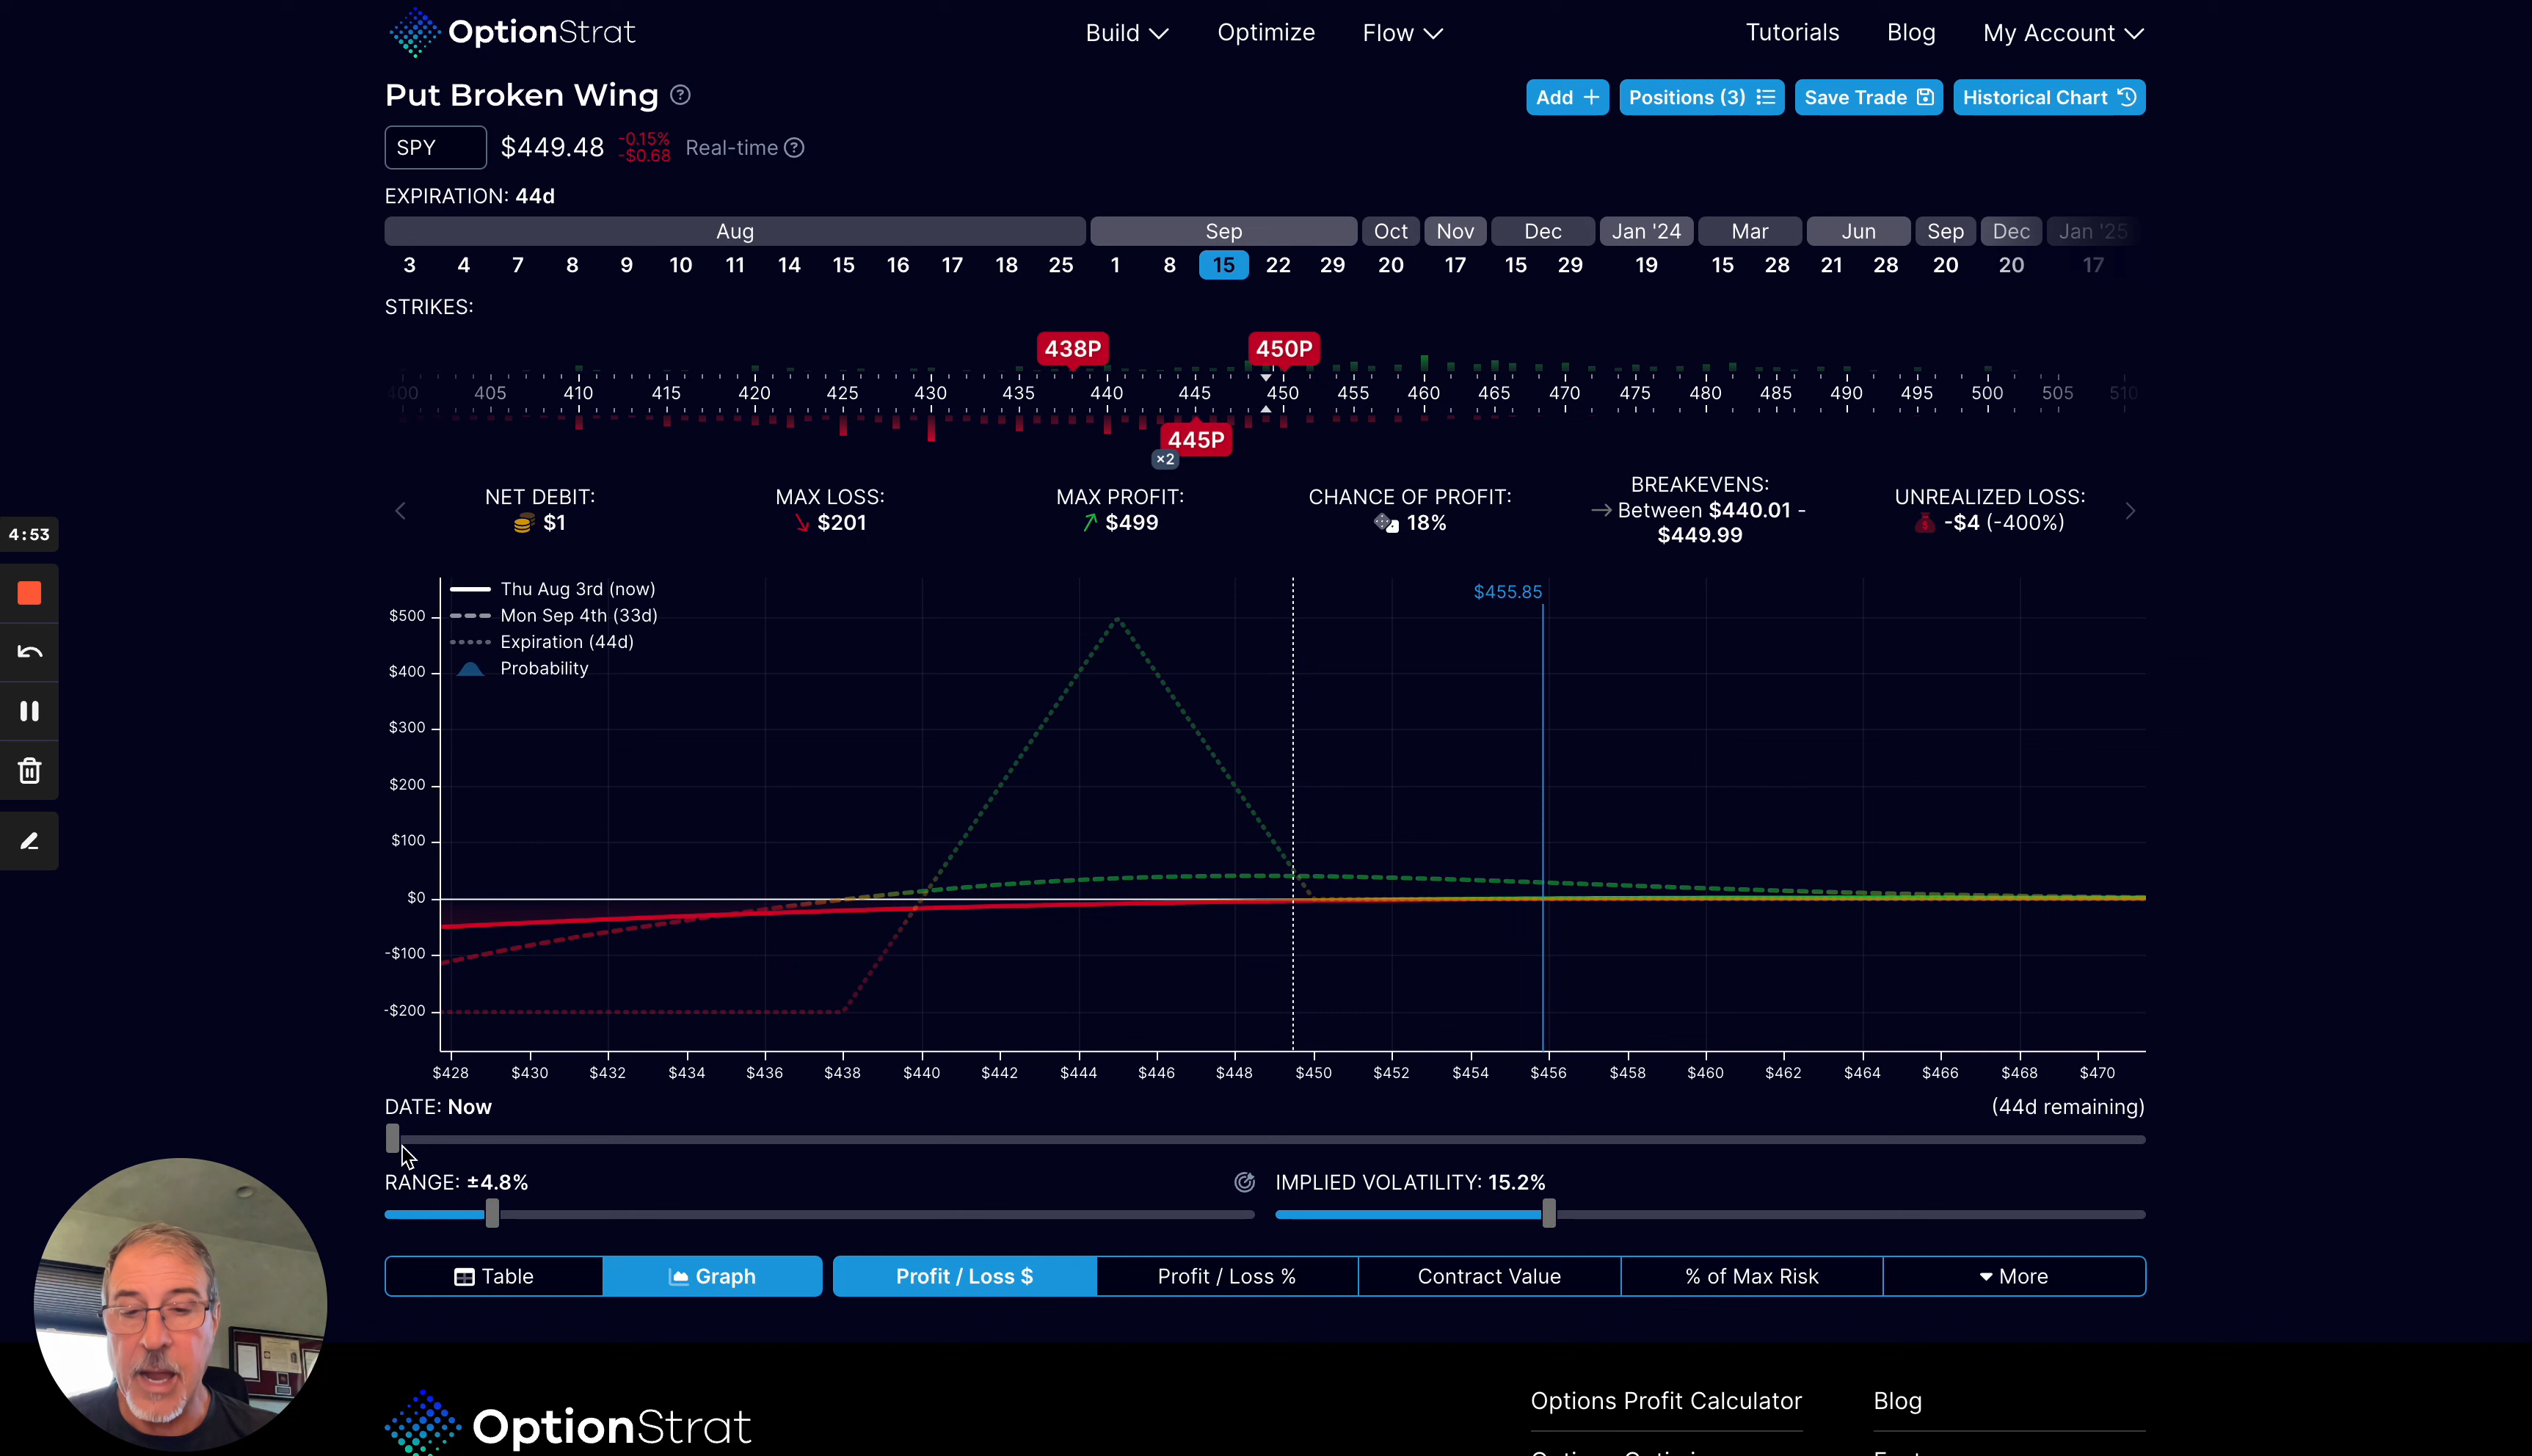 OptionStrat
Build
Optimize
Flow
Tutorials
Blog
My Account
Put Broken Wing ?
Add +
Positions (3)
Save Trade
Historical Chart
SPY
$449.48
-0.15%
-$0.68
Real-time ?
EXPIRATION: 44d
Aug Sep Oct Nov Dec Jan '24 Mar Jun Sep Dec Jan '25
3 4 7 8 9 10 11 14 15 16 17 18 25 1 8 15 22 29 20 17 15 29 19 15 28 21 28 20 20 17
STRIKES:
438P 450P
400 405 410 415 420 425 430 435 440 445 450 455 460 465 470 475 480 485 490 495 500 505 510
445P
×2
NET DEBIT:
$1
MAX LOSS:
$201
MAX PROFIT:
$499
CHANCE OF PROFIT:
18%
BREAKEVENS:
Between $440.01 -
$449.99
UNREALIZED LOSS:
-$4 (-400%)
4:53
Thu Aug 3rd (now)
Mon Sep 4th (33d)
Expiration (44d)
Probability
$455.85
$500
$400
$300
$200
$100
$0
-$100
-$200
$428 $430 $432 $434 $436 $438 $440 $442 $444 $446 $448 $450 $452 $454 $456 $458 $460 $462 $464 $466 $468 $470
DATE: Now
(44d remaining)
RANGE: ±4.8%
IMPLIED VOLATILITY: 15.2%
Table
Graph
Profit / Loss $
Profit / Loss %
Contract Value
% of Max Risk
More
OptionStrat
Options Profit Calculator
Blog